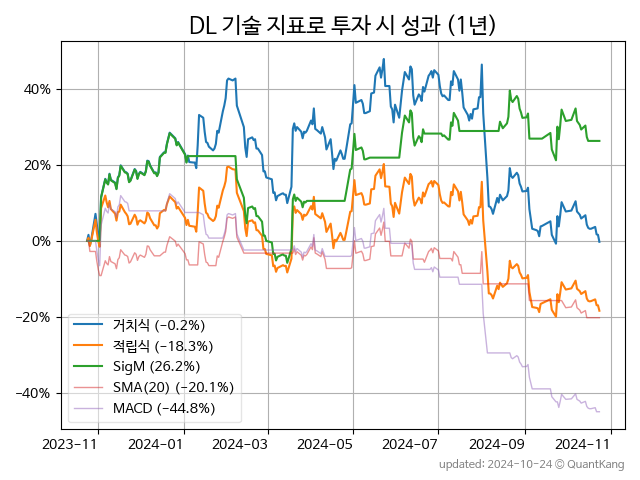 DL 기술 지표로 투자 시 성과 (1년)
40%
20%
0%
−20%
−40%
거치식 (-0.2%)
적립식 (-18.3%)
SigM (26.2%)
SMA(20) (-20.1%)
MACD (-44.8%)
2023-11
2024-01
2024-03
2024-05
2024-07
2024-09
2024-11
updated: 2024-10-24 © QuantKang